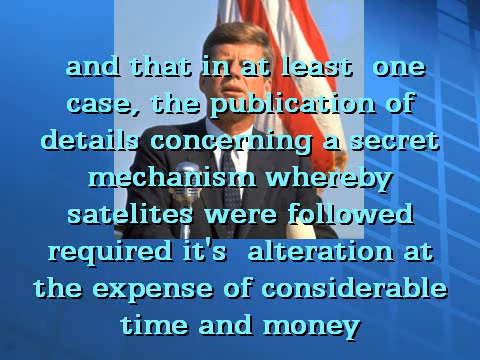 and that in at least one
case, the publication of
details concerning a secret
mechanism whereby
satelites were followed
required it's alteration at
the expense of considerable
time and money